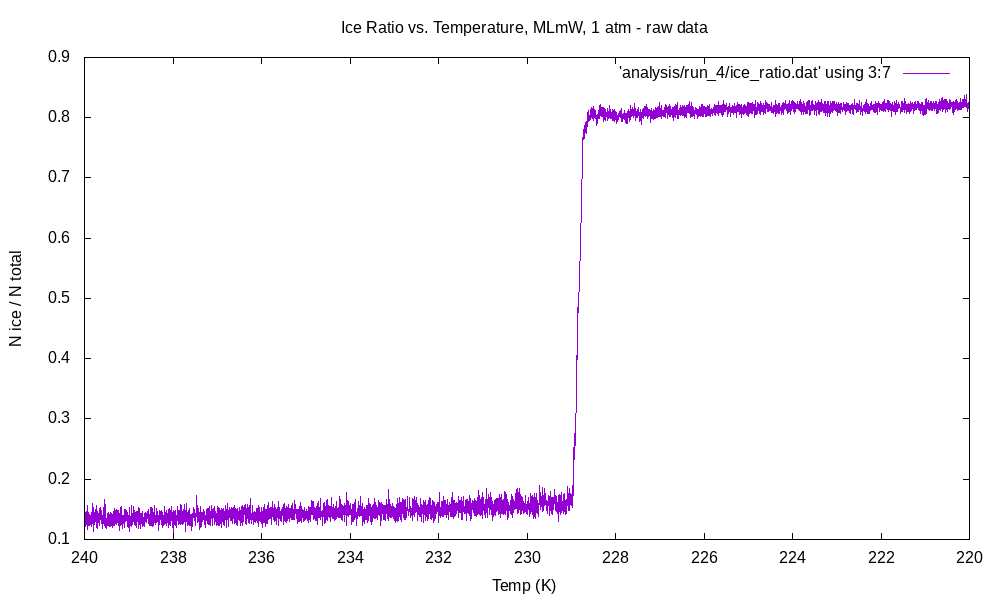 Ice Ratio vs. Temperature, MLmW, 1 atm - raw data
'analysis/run_4/ice_ratio.dat' using 3:7
0.9
0.8
0.7
0.6
0.5
0.4
0.3
0.2
0.1
N ice / N total
240 238 236 234 232 230 228 226 224 222 220
Temp (K)